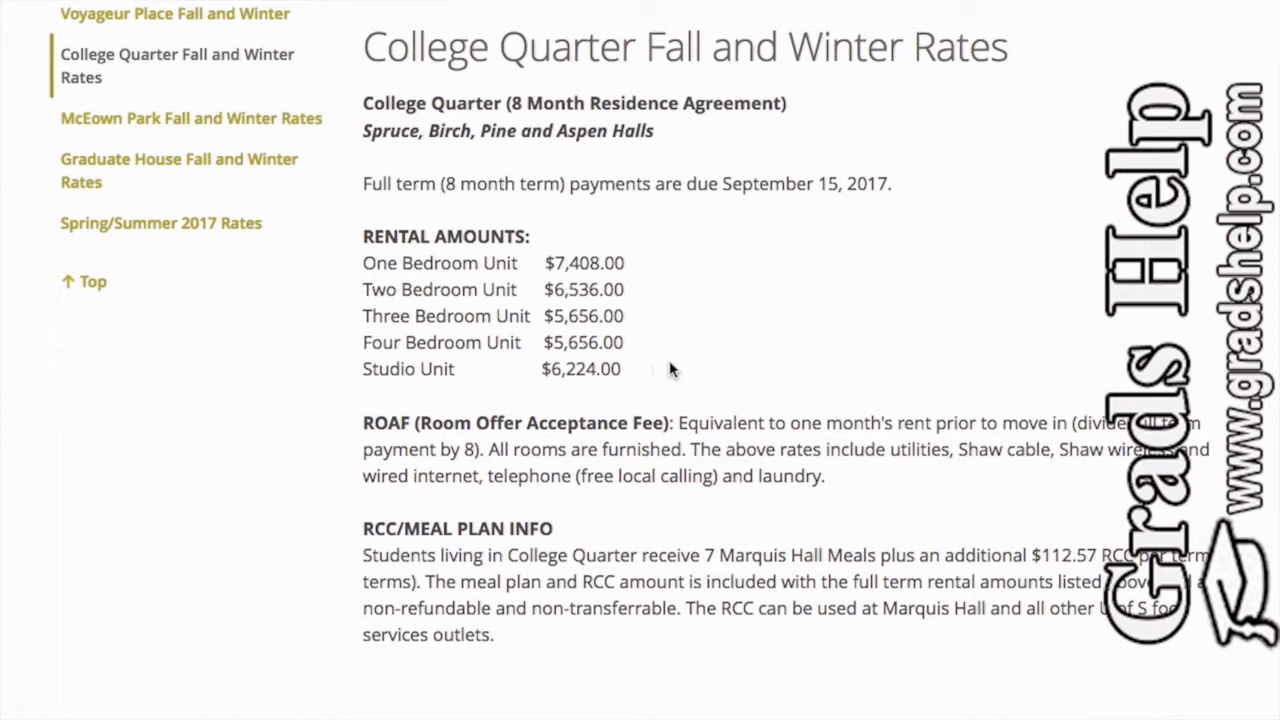 Voyageur Place Fall and Winter
College Quarter Fall and Winter
Rates
McEown Park Fall and Winter Rates
Graduate House Fall and Winter
Rates
Spring/Summer 2017 Rates
↑ Top
College Quarter Fall and Winter Rates
College Quarter (8 Month Residence Agreement)
Spruce, Birch, Pine and Aspen Halls
Full term (8 month term) payments are due September 15, 2017.
RENTAL AMOUNTS:
One Bedroom Unit $7,408.00
Two Bedroom Unit $6,536.00
Three Bedroom Unit $5,656.00
Four Bedroom Unit $5,656.00
Studio Unit $6,224.00
ROAF (Room Offer Acceptance Fee): Equivalent to one month's rent prior to move in (divide
payment by 8). All rooms are furnished. The above rates include utilities, Shaw cable, Shaw wireless and
wired internet, telephone (free local calling) and laundry.
RCC/MEAL PLAN INFO
Students living in College Quarter receive 7 Marquis Hall Meals plus an additional $112.57 RCC per term
terms). The meal plan and RCC amount is included with the full term rental amounts listed
non-refundable and non-transferrable. The RCC can be used at Marquis Hall and all other U of S
services outlets.
Grads Help
www.gradshelp.com